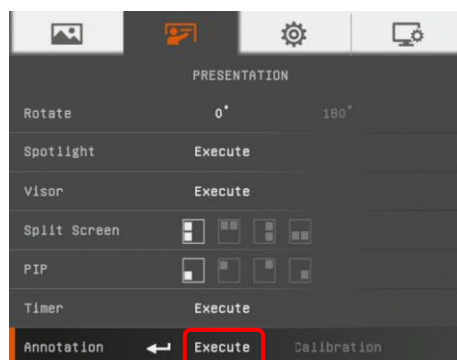 PRESENTATION
Rotate 0° 180°
Spotlight Execute
Visor Execute
Split Screen
PIP
Timer Execute
Annotation Execute Calibration